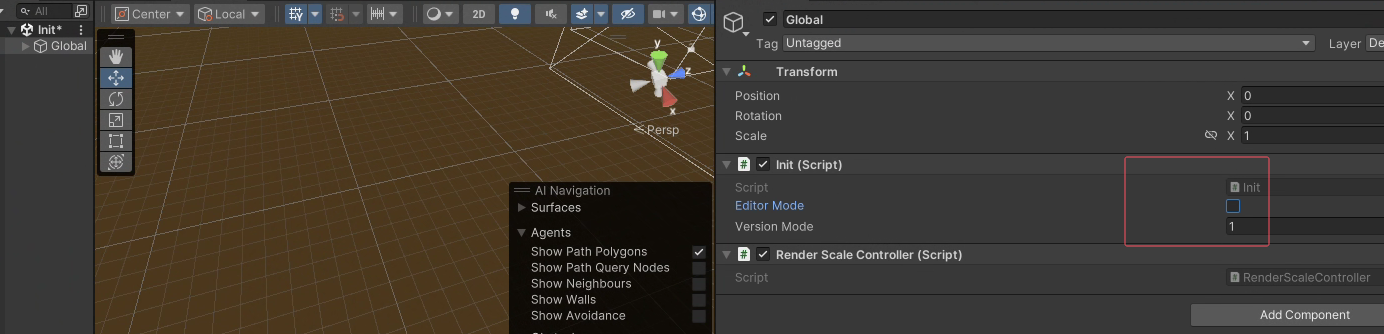 All
Center
Local
2D
Init*
Global
y
z
x
Persp
AI Navigation
Surfaces
Agents
Show Path Polygons
Show Path Query Nodes
Show Neighbours
Show Walls
Show Avoidance
Global
Tag Untagged Layer De
Transform
Position X 0
Rotation X 0
Scale X 1
# Init (Script)
Script # Init
Editor Mode
Version Mode 1
# Render Scale Controller (Script)
Script # RenderScaleController
Add Component